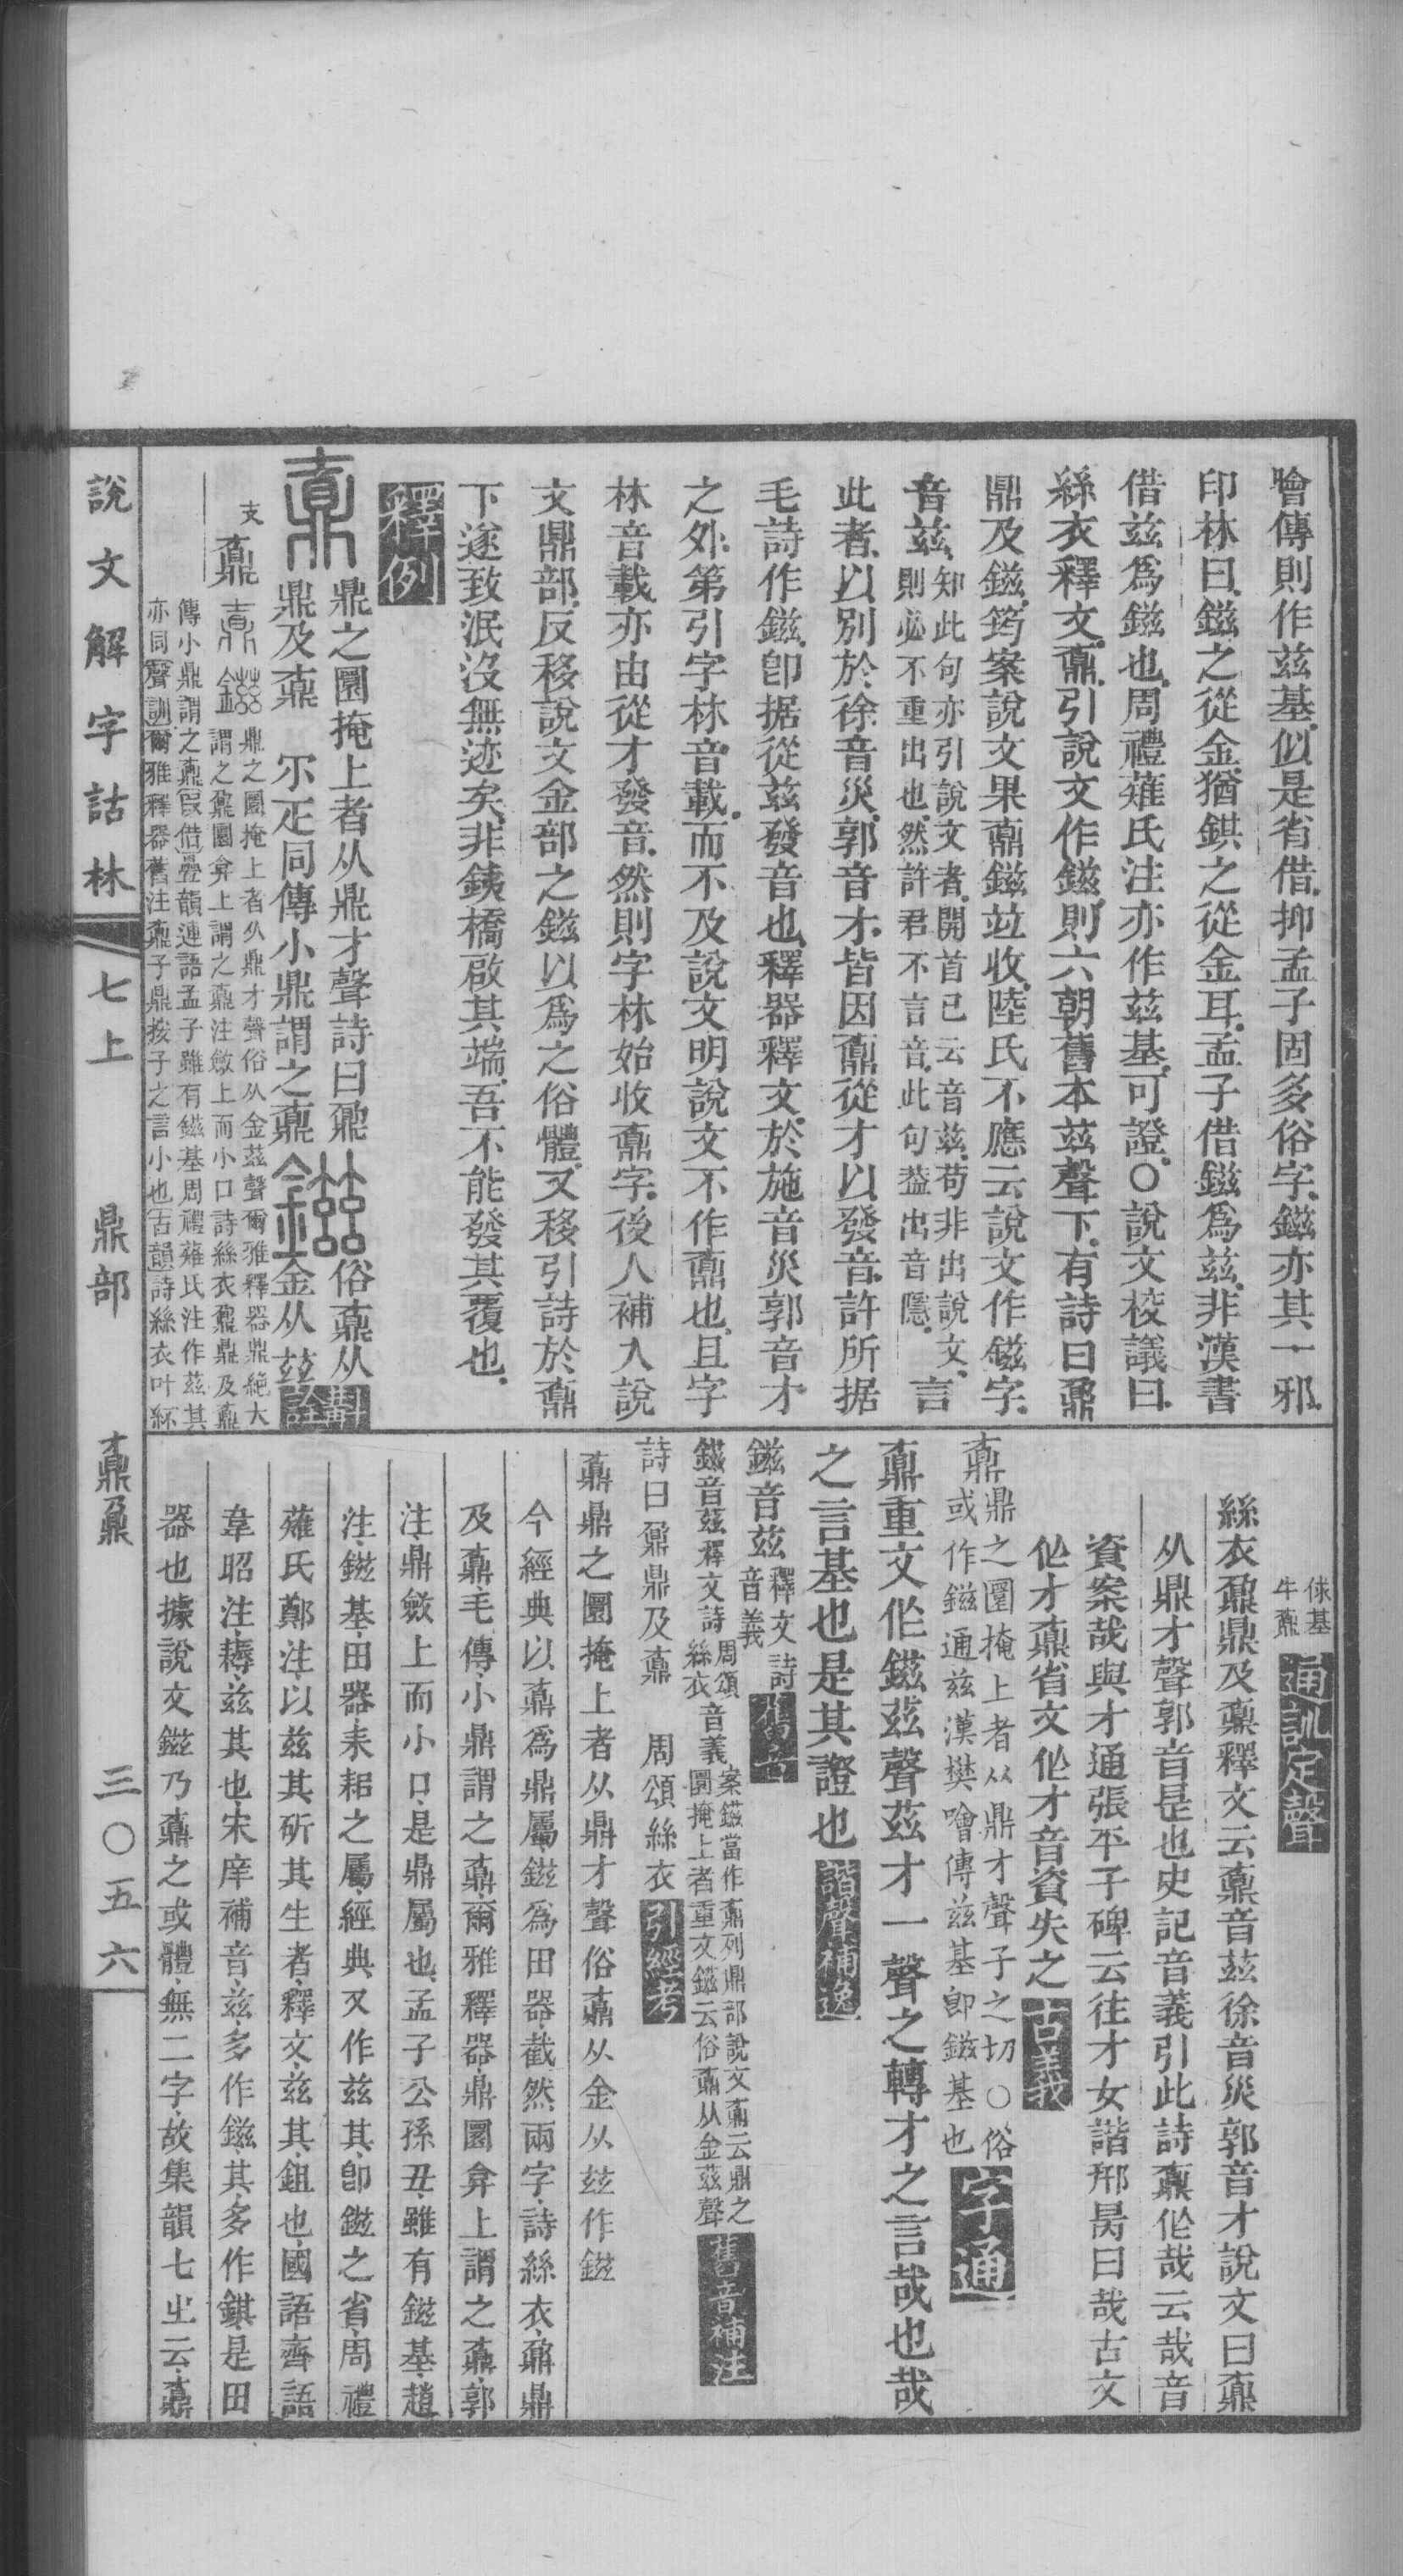 噲傳則作兹基似是省借抑孟子固多俗字鎡亦其一邪
印林曰鎡之從金猶錤之從金耳孟子借鎡爲兹非漢書
借兹爲鎡也周禮薙氏注亦作兹基可證○說文校議曰
絲衣釋文鼒引說文作鎡則六朝舊本兹聲下有詩曰鼐
鼎及鎡筠案說文果鼒鎡竝收陸氏不應云說文作鎡字
音兹知此句亦引說文者開首已云音兹苟非出說文
則必不重出也然許君不言音此句葢出音隱言
此者以別於徐音災郭音才皆因鼒從才以發音許所据
毛詩作鎡卽据從兹發音也釋器釋文於施音災郭音才
之外第引字林音載而不及說文明說文不作鼒也且字
林音載亦由從才發音然則字林始收鼒字後人補入說
文鼎部反移說文金部之鎡以爲之俗體又移引詩於鼒
下遂致泯沒無迹矣非銕橋啟其端吾不能發其覆也
釋例
鼎之圜掩上者从鼎才聲詩曰鼐
鼎及鼒　尒疋同傳小鼎謂之鼒
俗鼒从
金从兹
斠詮
支鼒
鼎之圜掩上者从鼎才聲俗从金兹聲爾雅釋器鼎絕大
謂之鼐圜弇上謂之鼒注斂上而小口詩絲衣鼐鼎及鼒
傳小鼎謂之鼒叚借疊韻連語孟子雖有鎡基周禮薙氏注作兹其
亦同聲訓爾雅釋器舊注鼒子鼎按子之言小也古韻詩絲衣叶紑
俅基
牛鼒
通訓定聲
絲衣鼐鼎及鼒釋文云鼒音兹徐音災郭音才說文曰鼒
从鼎才聲郭音是也史記音義引此詩鼒作哉云哉音
資案哉與才通張平子碑云往才女諧邢昺曰哉古文
作才鼒省文作才音資失之
古義
鼒
鼎之圜掩上者从鼎才聲子之切○俗
或作鎡通兹漢樊噲傳兹基卽鎡基也
字通
鼒重文作鎡兹聲兹才一聲之轉才之言哉也哉
之言基也是其證也
諧聲補逸
鎡音兹釋文詩
音義
舊音
鎡音兹釋文詩周頌
絲衣音義案鎡當作鼒列鼎部說文鼒云鼎之
圜掩上者重文鎡云俗鼒从金兹聲
舊音補注
詩曰鼐鼎及鼒　周頌絲衣
引經考
鼒鼎之圜掩上者从鼎才聲俗鼒从金从兹作鎡
今經典以鼒爲鼎屬鎡爲田器截然兩字詩絲衣鼐鼎
及鼒毛傳小鼎謂之鼒爾雅釋器鼎圜弇上謂之鼒郭
注鼎斂上而小口是鼎屬也孟子公孫丑雖有鎡基趙
注鎡基田器耒耜之屬經典又作兹其卽鎡之省周禮
薙氏鄭注以兹其斫其生者釋文兹其鉏也國語齊語
韋昭注耨兹其也宋庠補音兹多作鎡其多作錤是田
器也據說文鎡乃鼒之或體無二字故集韻七之云鼒
說文解字詁林　七上　鼎部　鼒鼐　三○五六